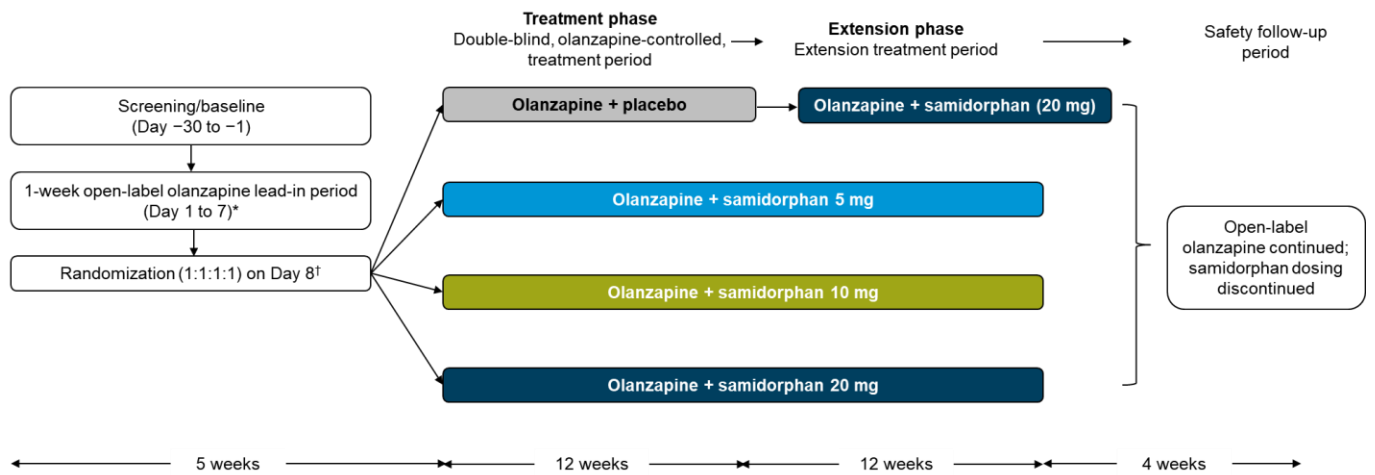 Treatment phase
Double-blind, olanzapine-controlled,
treatment period
Extension phase
Extension treatment period
Safety follow-up
period
Screening/baseline
(Day −30 to −1)
1-week open-label olanzapine lead-in period
(Day 1 to 7)*
Randomization (1:1:1:1) on Day 8†
Olanzapine + placebo
Olanzapine + samidorphan (20 mg)
Olanzapine + samidorphan 5 mg
Olanzapine + samidorphan 10 mg
Olanzapine + samidorphan 20 mg
Open-label
olanzapine continued;
samidorphan dosing
discontinued
5 weeks
12 weeks
12 weeks
4 weeks